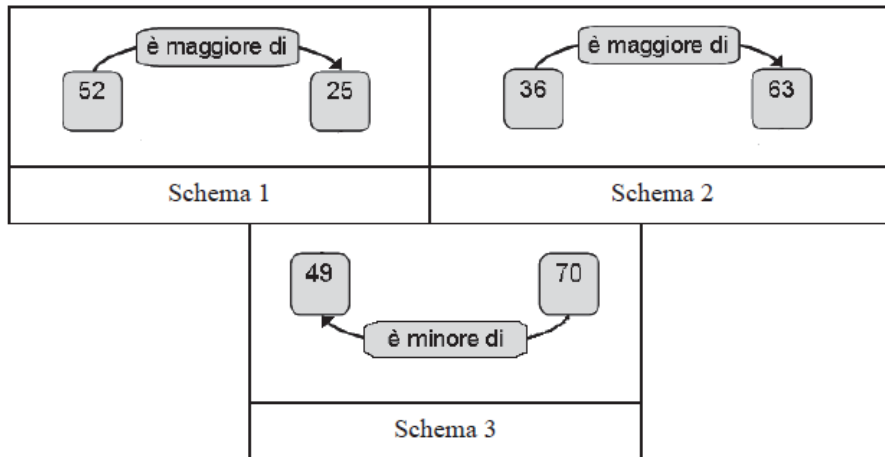 è maggiore di
52 25
Schema 1
è maggiore di
36 63
Schema 2
49 70
è minore di
Schema 3